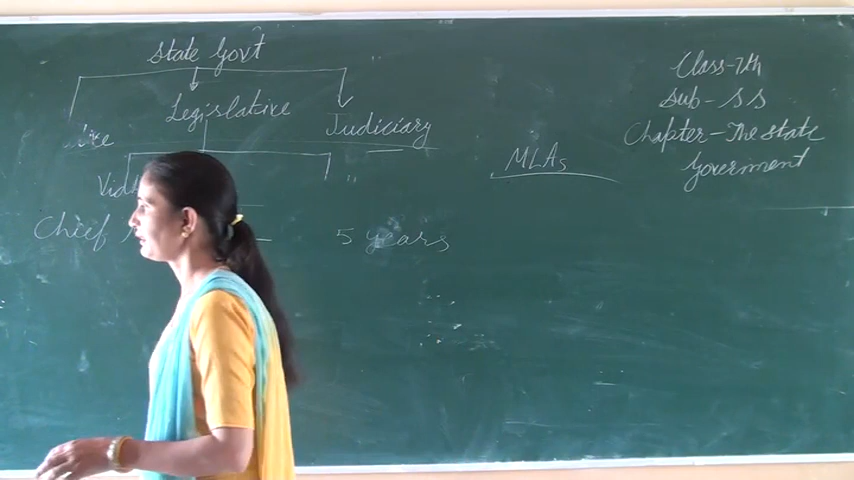 State Govt
Legislative
Judiciary
Chief
5 years
MLAs
Class-7th
Sub-SS
Chapter-The state
Goverment